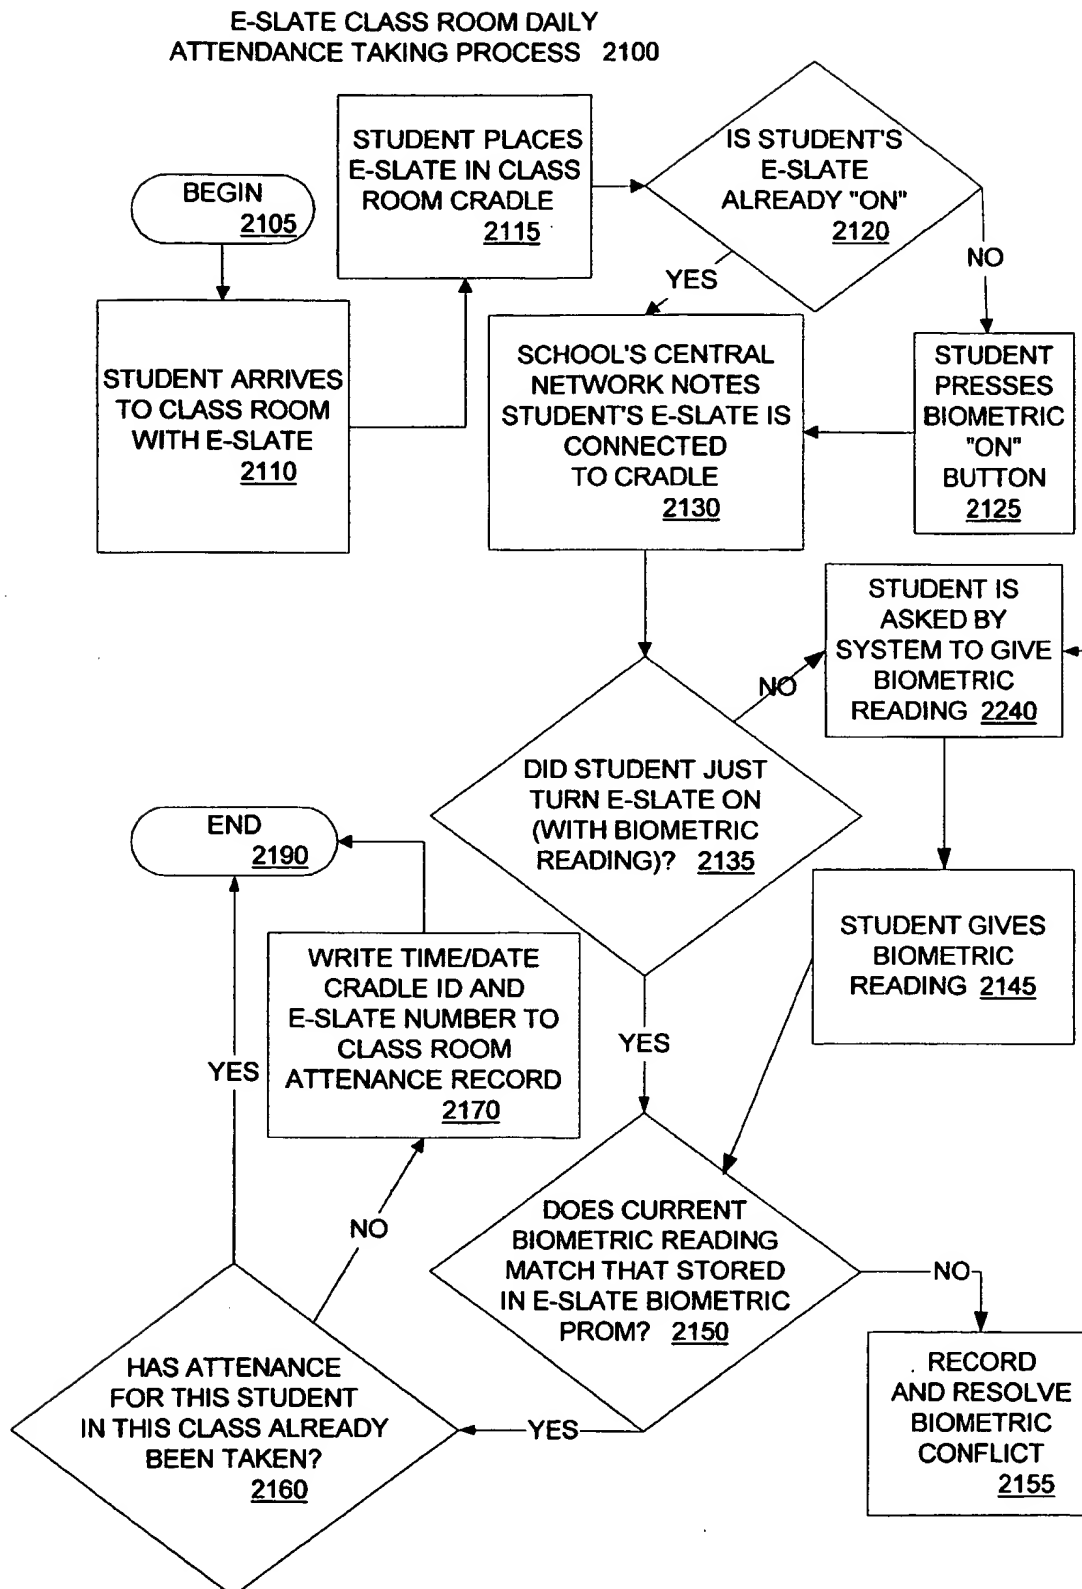 E-SLATE CLASS ROOM DAILY
ATTENDANCE TAKING PROCESS 2100
BEGIN
2105
STUDENT ARRIVES
TO CLASS ROOM
WITH E-SLATE
2110
STUDENT PLACES
E-SLATE IN CLASS
ROOM CRADLE
2115
IS STUDENT'S
E-SLATE
ALREADY "ON"
2120
YES
NO
STUDENT
PRESSES
BIOMETRIC
"ON"
BUTTON
2125
SCHOOL'S CENTRAL
NETWORK NOTES
STUDENT'S E-SLATE IS
CONNECTED
TO CRADLE
2130
DID STUDENT JUST
TURN E-SLATE ON
(WITH BIOMETRIC
READING)? 2135
NO
STUDENT IS
ASKED BY
SYSTEM TO GIVE
BIOMETRIC
READING 2240
STUDENT GIVES
BIOMETRIC
READING 2145
YES
DOES CURRENT
BIOMETRIC READING
MATCH THAT STORED
IN E-SLATE BIOMETRIC
PROM? 2150
NO
RECORD
AND RESOLVE
BIOMETRIC
CONFLICT
2155
YES
HAS ATTENANCE
FOR THIS STUDENT
IN THIS CLASS ALREADY
BEEN TAKEN?
2160
NO
WRITE TIME/DATE
CRADLE ID AND
E-SLATE NUMBER TO
CLASS ROOM
ATTENANCE RECORD
2170
YES
END
2190